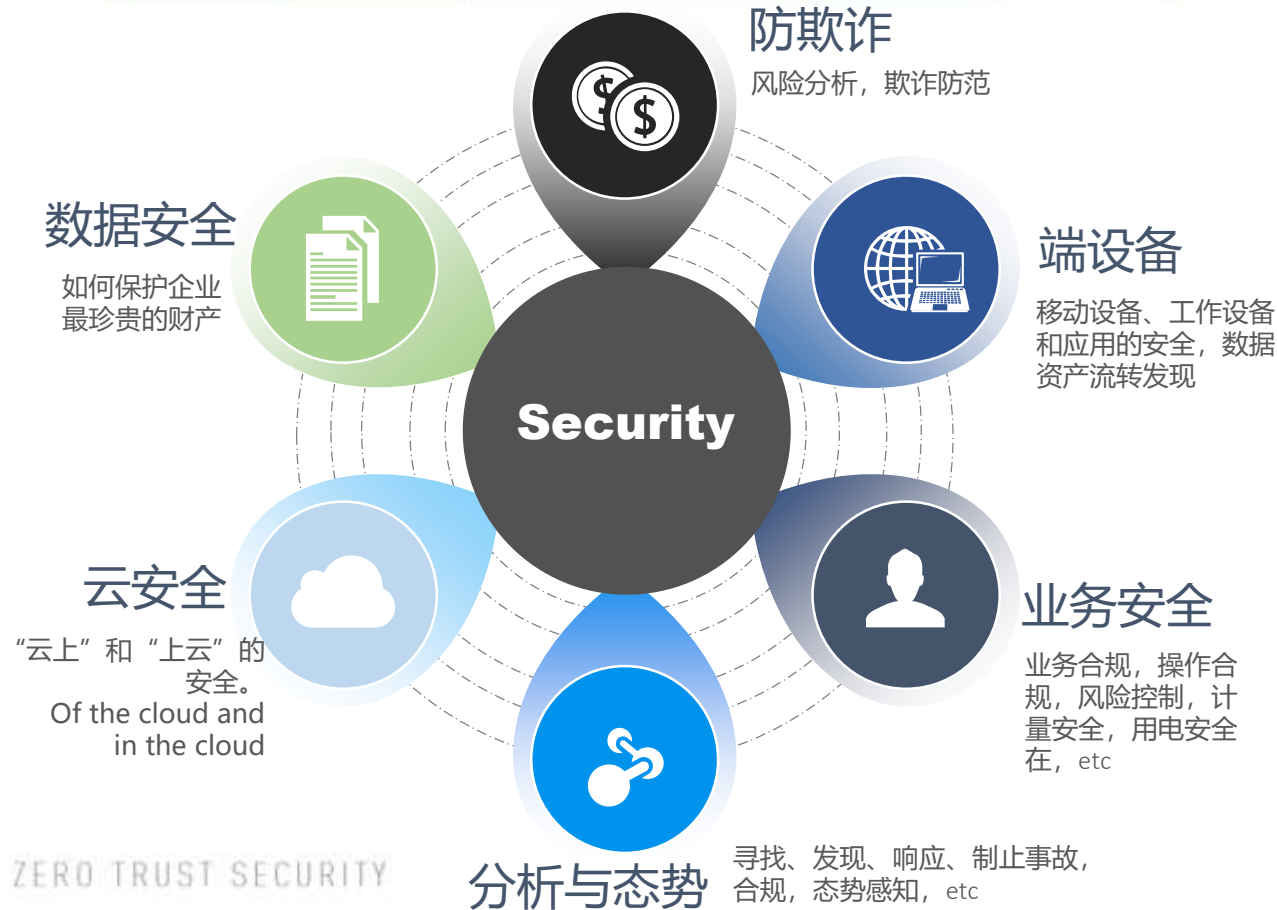 防欺诈
风险分析，欺诈防范
数据安全
如何保护企业
最珍贵的财产
端设备
移动设备、工作设备
和应用的安全，数据
资产流转发现
Security
云安全
“云上”和“上云”的
安全。
Of the cloud and
in the cloud
业务安全
业务合规，操作合
规，风险控制，计
量安全，用电安全
在，etc
分析与态势
寻找、发现、响应、制止事故，
合规，态势感知，etc
ZERO TRUST SECURITY